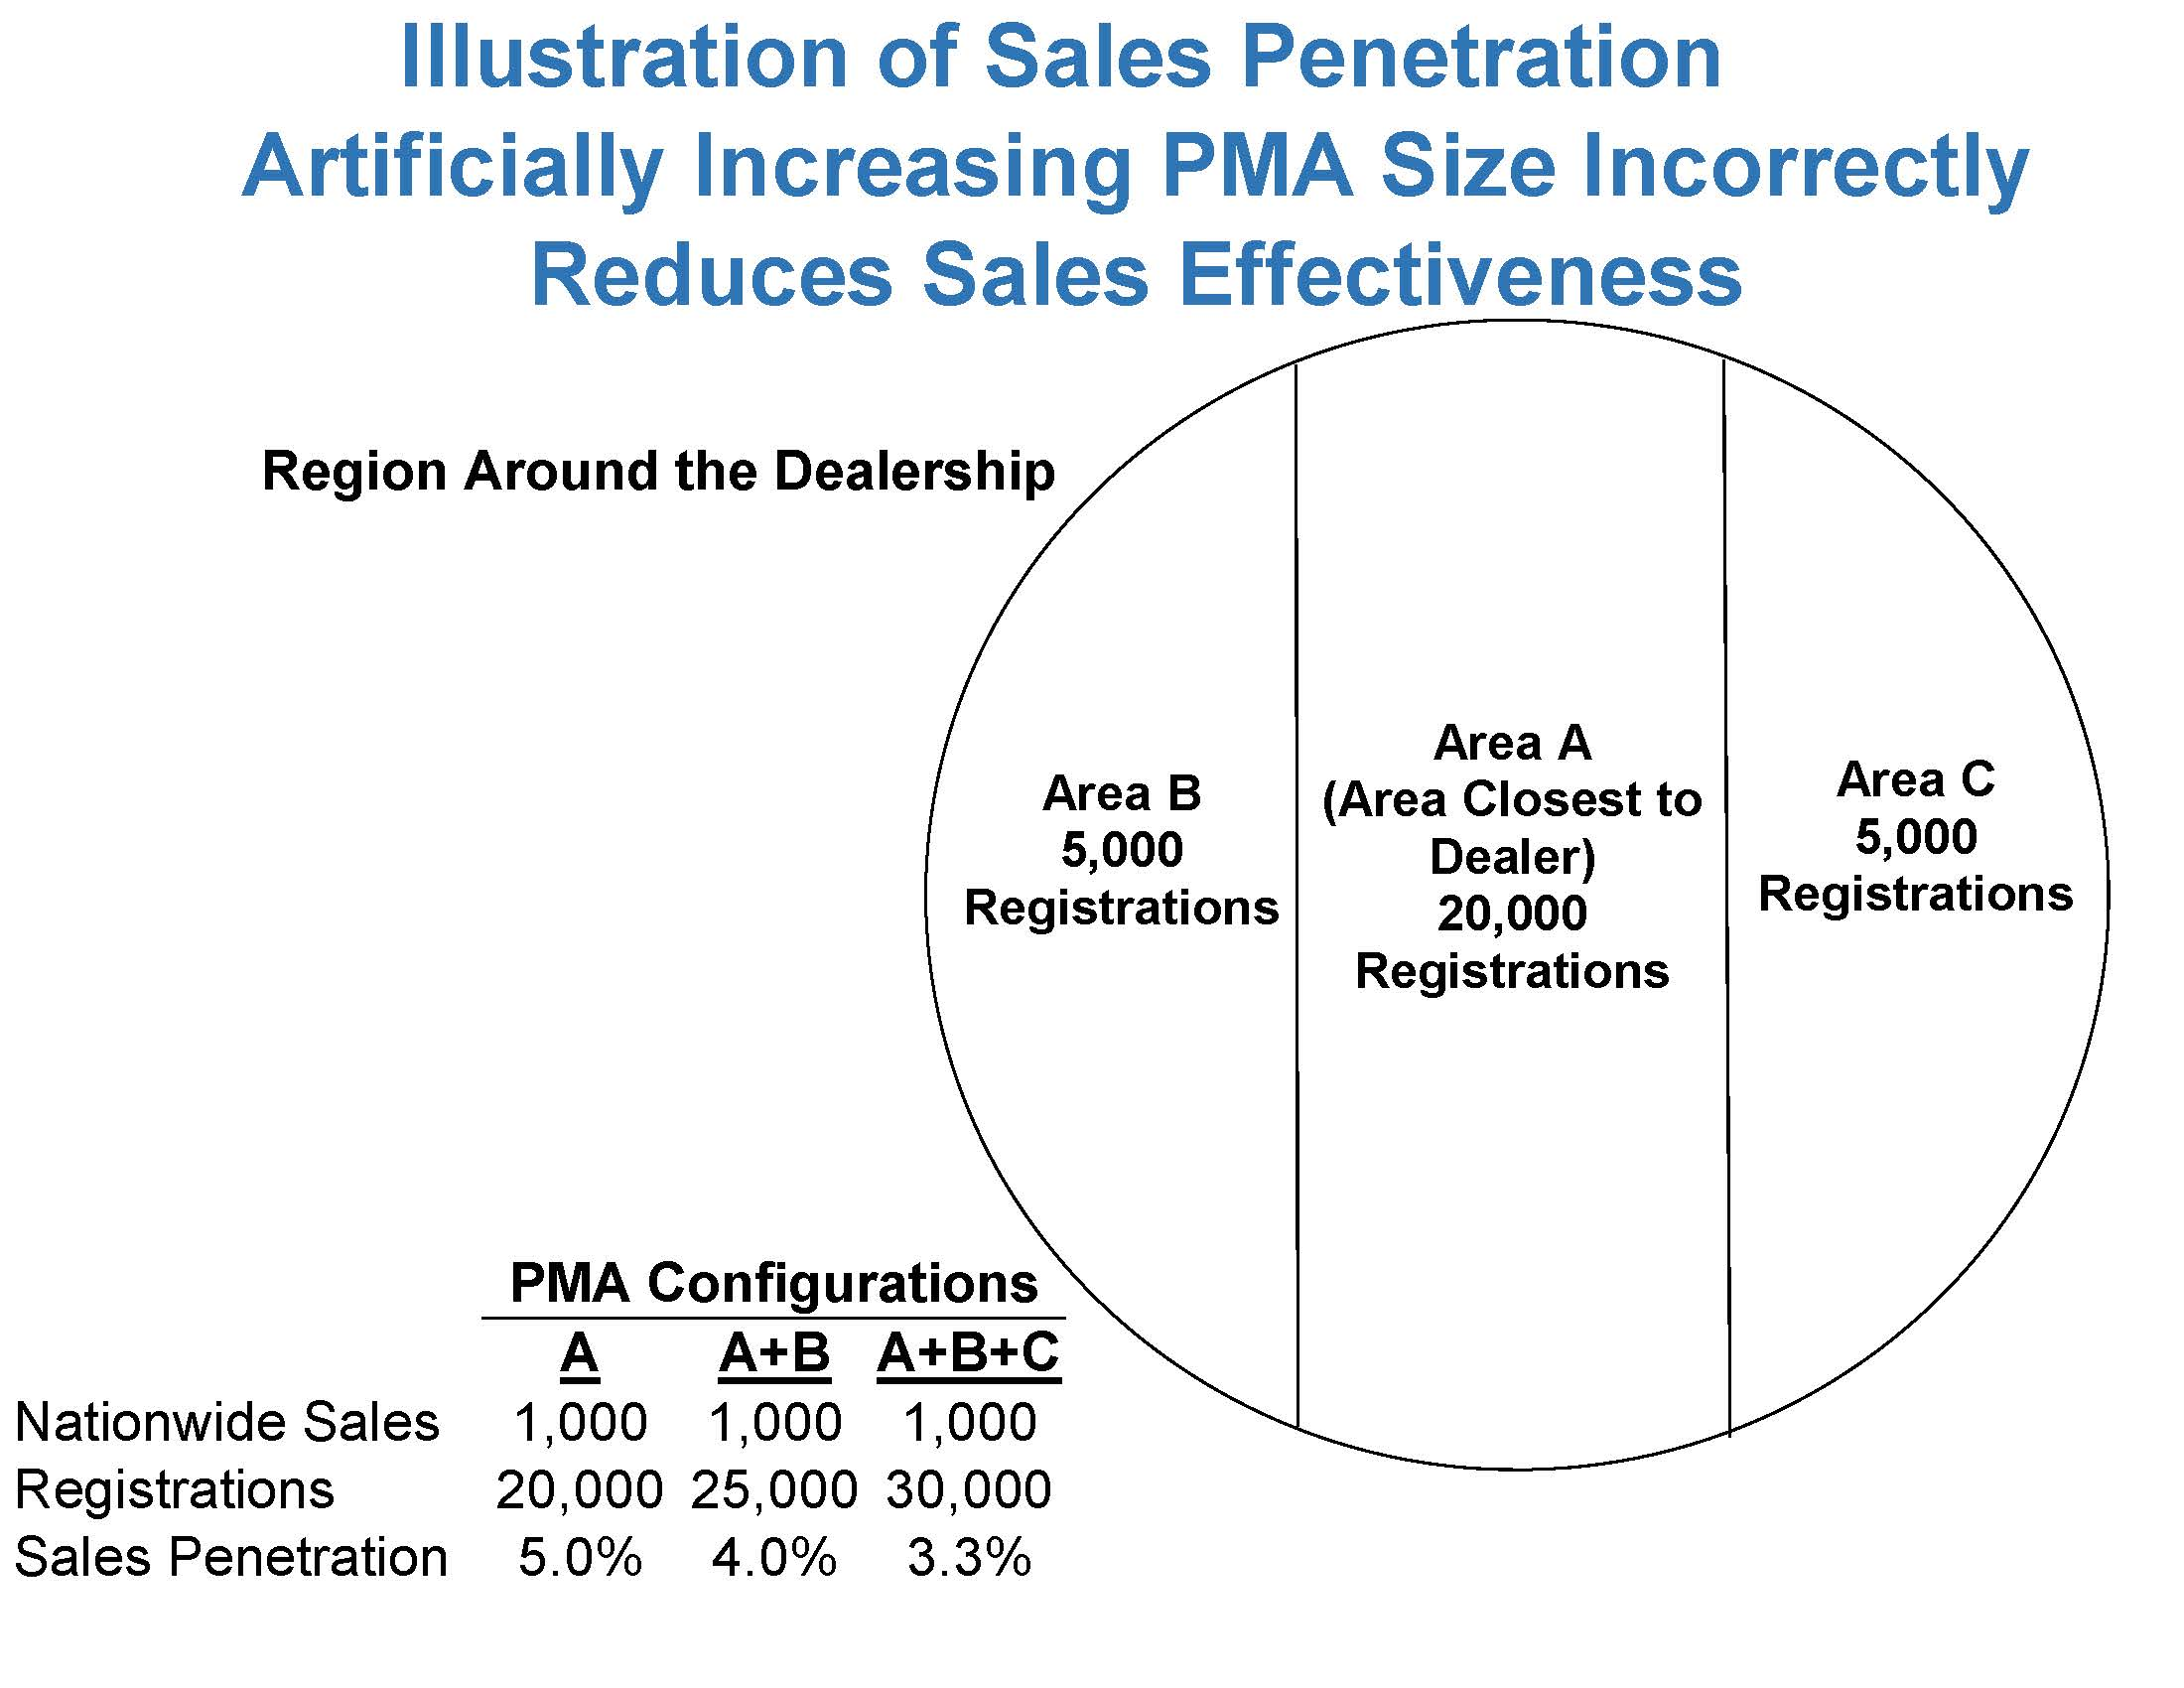 Illustration of Sales Penetration
Artificially Increasing PMA Size Incorrectly
Reduces Sales Effectiveness
Region Around the Dealership
Area B
5,000
Registrations
Area A
(Area Closest to
Dealer)
20,000
Registrations
Area C
5,000
Registrations
PMA Configurations
A A+B A+B+C
Nationwide Sales 1,000 1,000 1,000
Registrations 20,000 25,000 30,000
Sales Penetration 5.0% 4.0% 3.3%